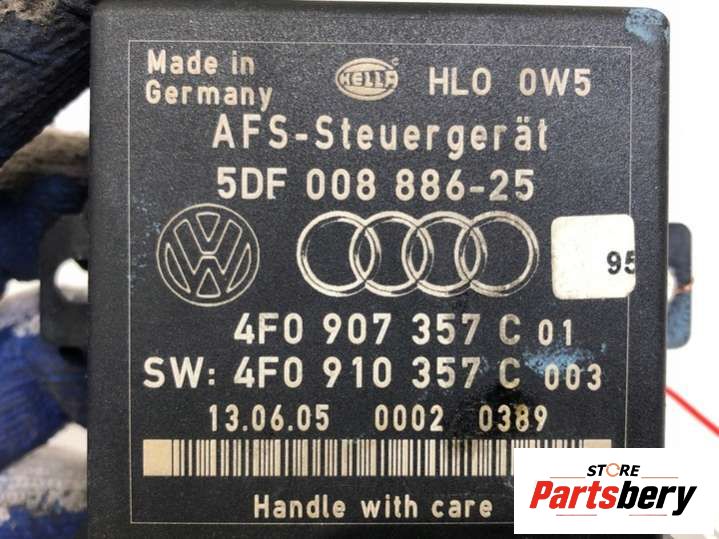 Made in
Germany
HELLA
HLO 0W5
AFS-Steuergerät
5DF 008 886-25
95
4F0 907 357 C 01
SW: 4F0 910 357 C 003
13.06.05 0002 0389
Handle with care
STORE
Partsbery